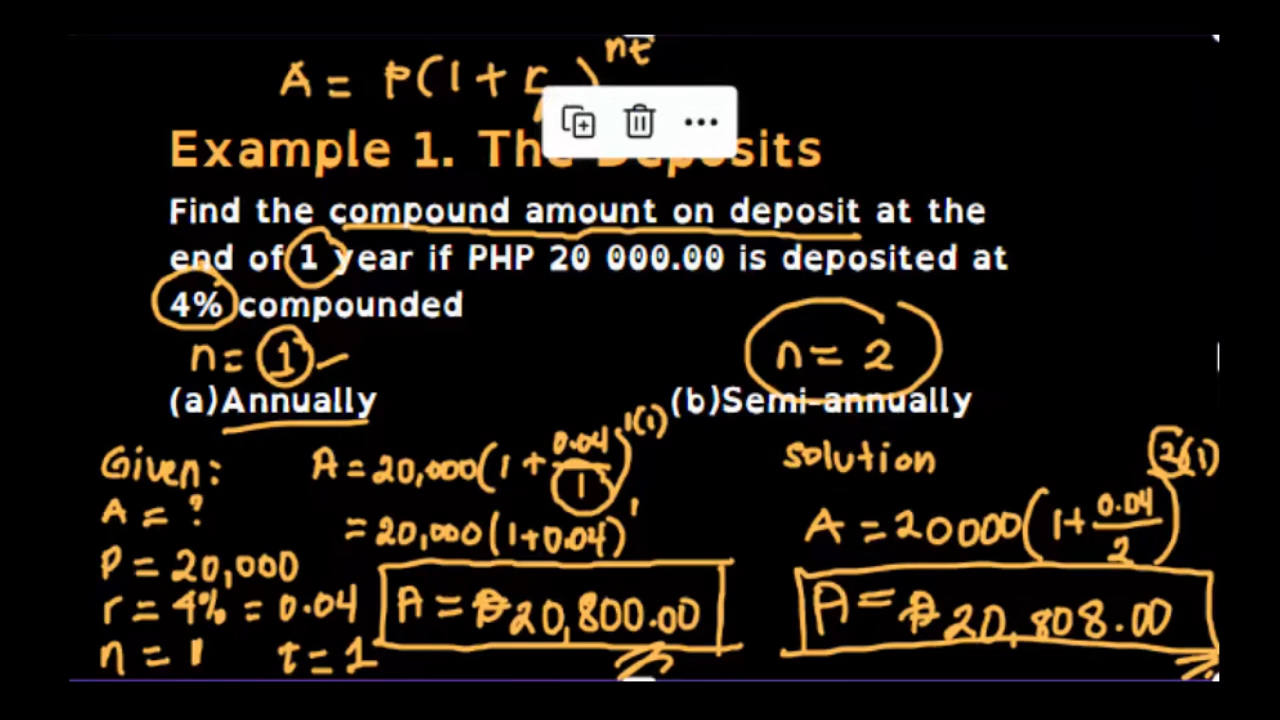 A = P(1 + r )^nt
Example 1. The Deposits
Find the compound amount on deposit at the
end of 1 year if PHP 20 000.00 is deposited at
4% compounded
n = 1
n = 2
(a)Annually
(b)Semi-annually
Given:
A = ?
P = 20,000
r = 4% = 0.04
n = 1 t = 1
A = 20,000(1 + 0.04/1)^1(1)
= 20,000(1+0.04)^1
A = ₱20,800.00
solution
A = 20000(1+ 0.04/2)^2(1)
A = ₱20,808.00